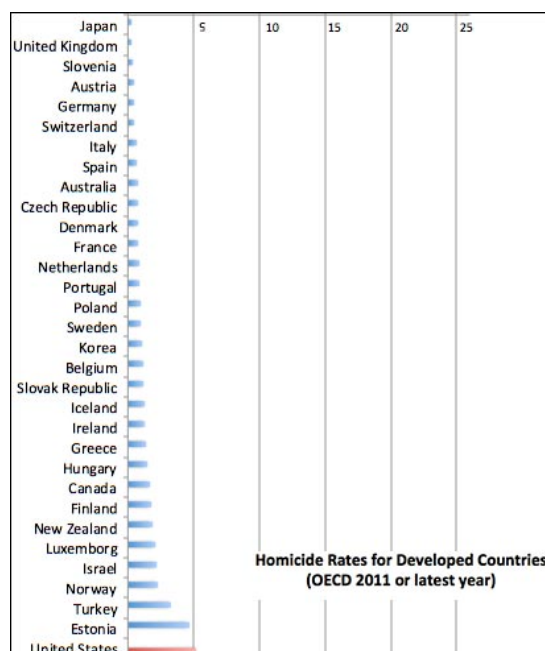 5 10 15 20 25
Japan
United Kingdom
Slovenia
Austria
Germany
Switzerland
Italy
Spain
Australia
Czech Republic
Denmark
France
Netherlands
Portugal
Poland
Sweden
Korea
Belgium
Slovak Republic
Iceland
Ireland
Greece
Hungary
Canada
Finland
New Zealand
Luxemborg
Israel
Norway
Turkey
Estonia
United States
Homicide Rates for Developed Countries
(OECD 2011 or latest year)